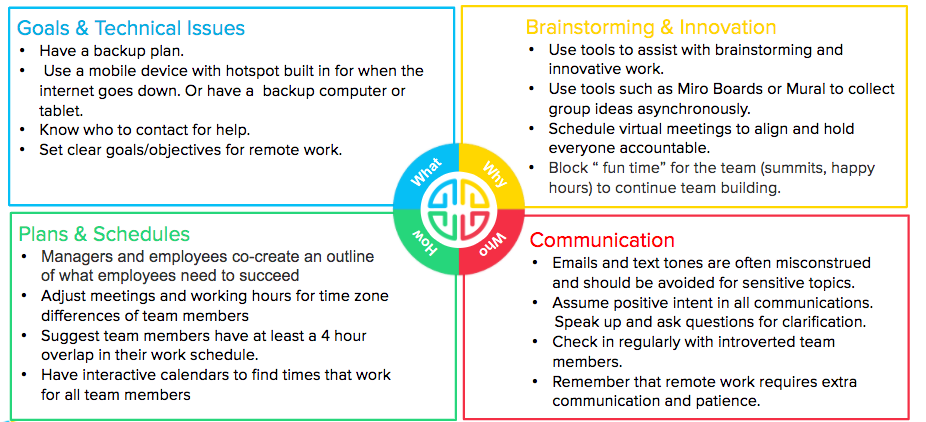 Goals & Technical Issues
• Have a backup plan.
• Use a mobile device with hotspot built in for when the
internet goes down. Or have a backup computer or
tablet.
• Know who to contact for help.
• Set clear goals/objectives for remote work.
Brainstorming & Innovation
• Use tools to assist with brainstorming and
innovative work.
• Use tools such as Miro Boards or Mural to collect
group ideas asynchronously.
• Schedule virtual meetings to align and hold
everyone accountable.
• Block “ fun time” for the team (summits, happy
hours) to continue team building.
What
Why
How
Who
Plans & Schedules
• Managers and employees co-create an outline
of what employees need to succeed
• Adjust meetings and working hours for time zone
differences of team members
• Suggest team members have at least a 4 hour
overlap in their work schedule.
• Have interactive calendars to find times that work
for all team members
Communication
• Emails and text tones are often misconstrued
and should be avoided for sensitive topics.
• Assume positive intent in all communications.
Speak up and ask questions for clarification.
• Check in regularly with introverted team
members.
• Remember that remote work requires extra
communication and patience.